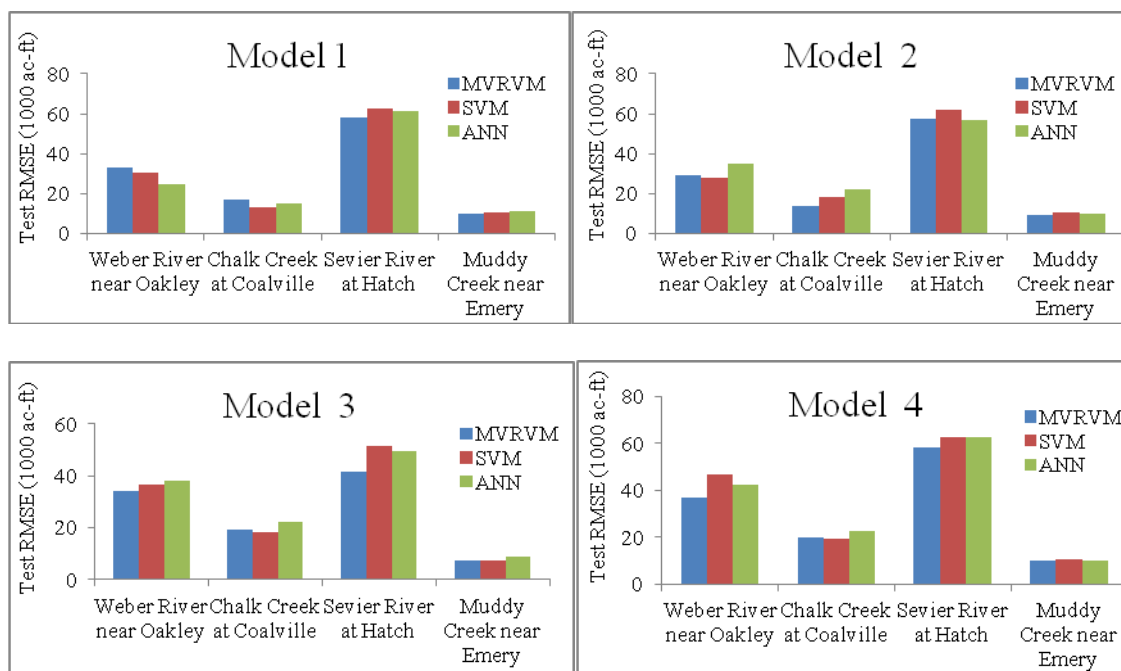 Model 1
Test RMSE (1000 ac-ft)
80
60
40
20
0
MVRVM
SVM
ANN
Weber River near Oakley
Chalk Creek at Coalville
Sevier River at Hatch
Muddy Creek near Emery
Model 2
Test RMSE (1000 ac-ft)
80
60
40
20
0
MVRVM
SVM
ANN
Weber River near Oakley
Chalk Creek at Coalville
Sevier River at Hatch
Muddy Creek near Emery
Model 3
Test RMSE (1000 ac-ft)
60
40
20
0
MVRVM
SVM
ANN
Weber River near Oakley
Chalk Creek at Coalville
Sevier River at Hatch
Muddy Creek near Emery
Model 4
Test RMSE (1000 ac-ft)
80
60
40
20
0
MVRVM
SVM
ANN
Weber River near Oakley
Chalk Creek at Coalville
Sevier River at Hatch
Muddy Creek near Emery